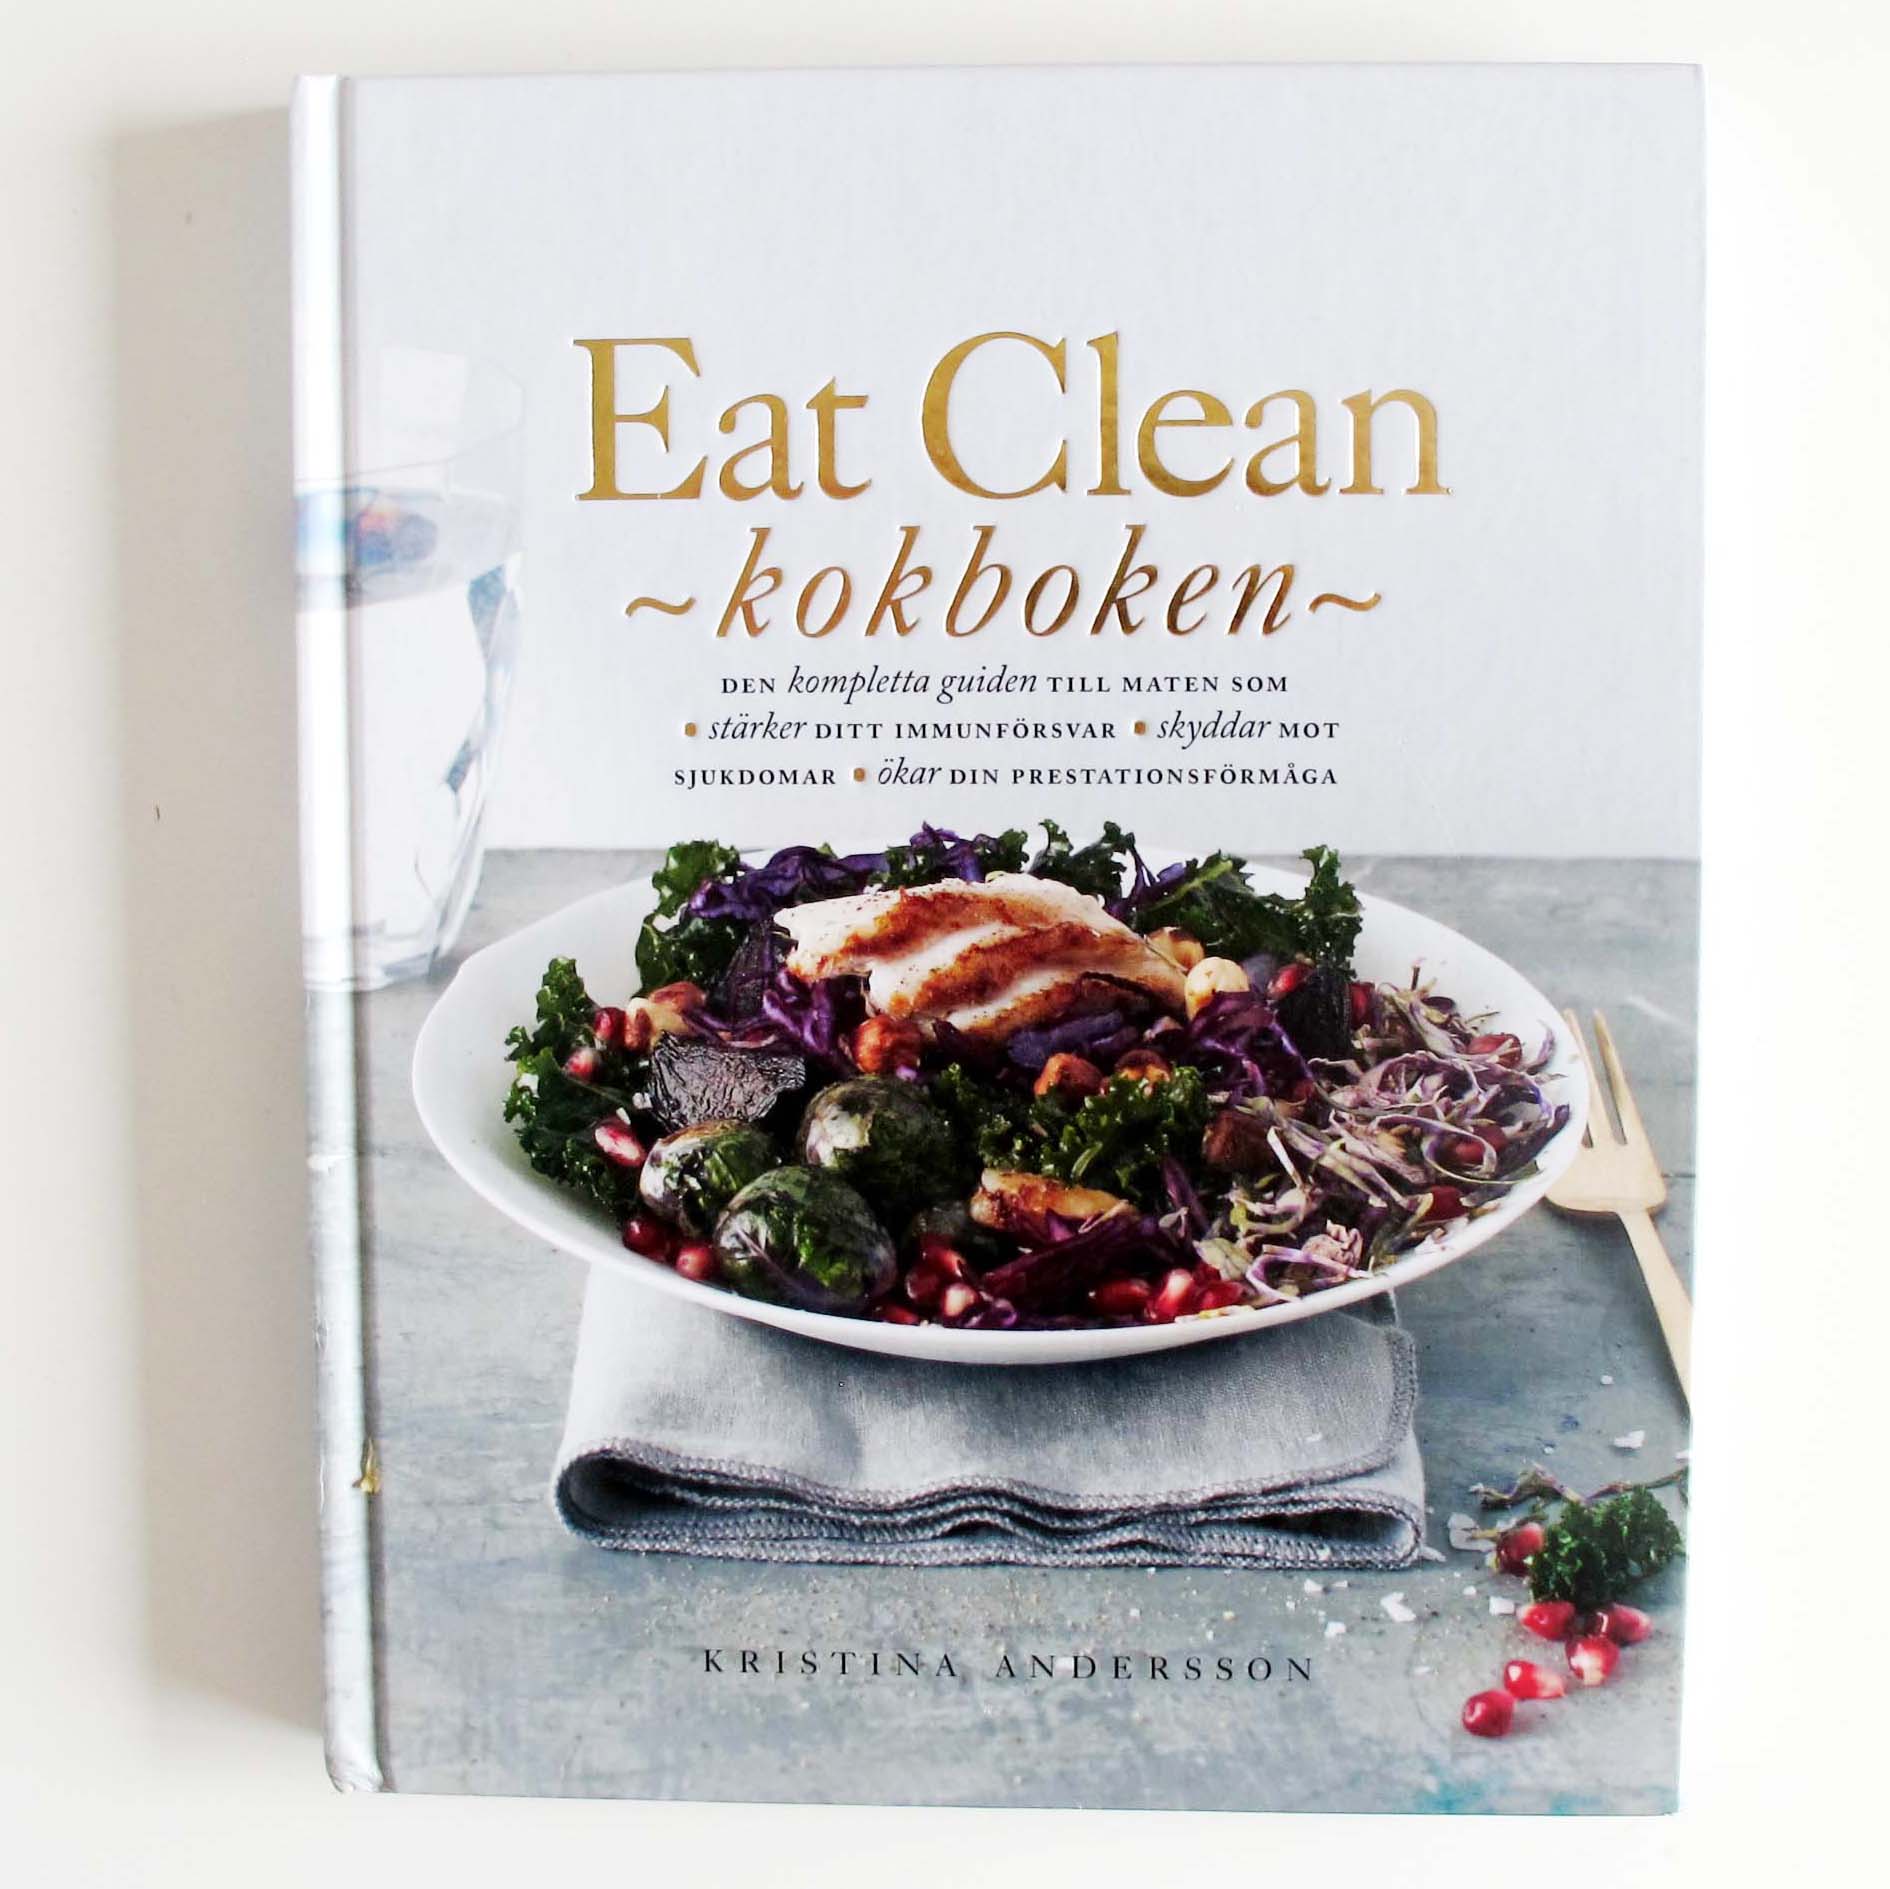 Eat Clean
~kokboken~
DEN kompletta guiden TILL MATEN SOM
▪ stärker DITT IMMUNFÖRSVAR ▪ skyddar MOT
SJUKDOMAR ▪ ökar DIN PRESTATIONSFÖRMÅGA
KRISTINA ANDERSSON